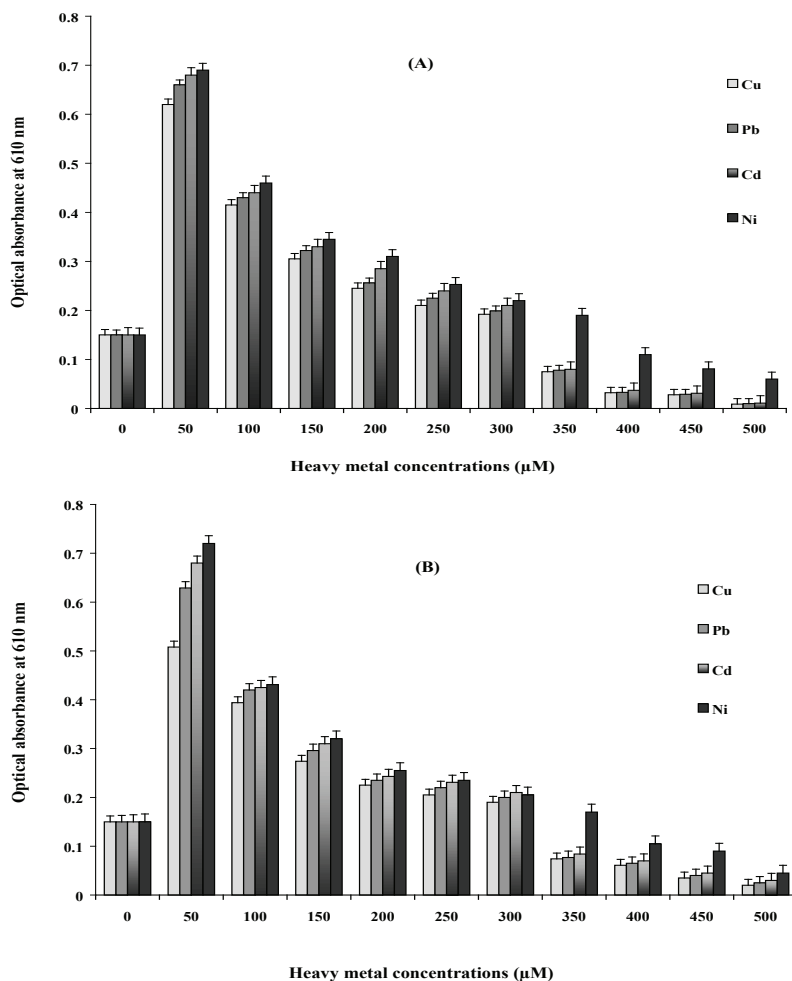 0.8
(A)
0.7
Cu
0.6
Pb
0.5
Cd
0.4
Ni
0.3
0.2
0.1
0
Optical absorbance at 610 nm
0 50 100 150 200 250 300 350 400 450 500
Heavy metal concentrations (µM)
0.8
0.7
(B)
0.6
Cu
0.5
Pb
0.4
Cd
Ni
0.3
0.2
0.1
0
Optical absorbance at 610 nm
0 50 100 150 200 250 300 350 400 450 500
Heavy metal concentrations (µM)